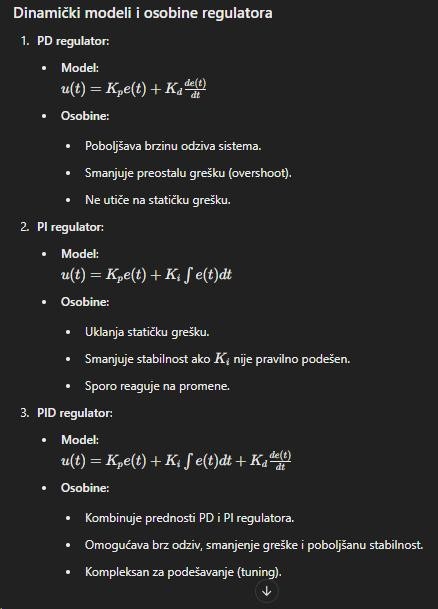 Dinamički modeli i osobine regulatora
1. PD regulator:
• Model:
u(t) = K_p e(t) + K_d \frac{de(t)}{dt}
• Osobine:
• Poboljšava brzinu odziva sistema.
• Smanjuje preostalu grešku (overshoot).
• Ne utiče na statičku grešku.
2. PI regulator:
• Model:
u(t) = K_p e(t) + K_i ∫ e(t)dt
• Osobine:
• Uklanja statičku grešku.
• Smanjuje stabilnost ako K_i nije pravilno podešen.
• Sporo reaguje na promene.
3. PID regulator:
• Model:
u(t) = K_p e(t) + K_i ∫ e(t)dt + K_d \frac{de(t)}{dt}
• Osobine:
• Kombinuje prednosti PD i PI regulatora.
• Omogućava brz odziv, smanjenje greške i poboljšanu stabilnost.
• Kompleksan za podešavanje (tuning).